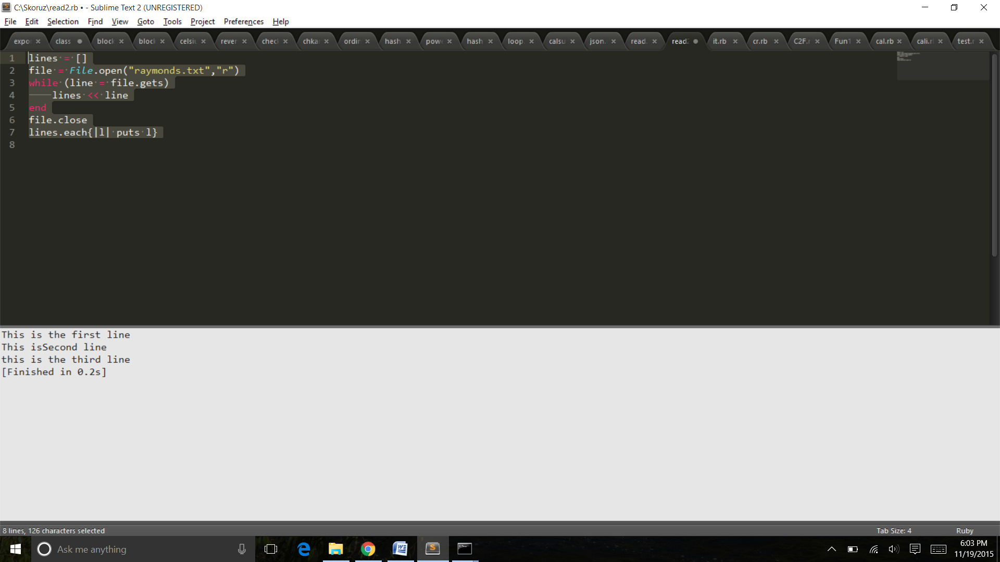 C:\Skoruz\read2.rb • - Sublime Text 2 (UNREGISTERED)
File Edit Selection Find View Goto Tools Project Preferences Help
expo class block block celsi rever chec chka ordin hash pow hash loop. calsu json. read. read2 it.rb cr.rb C2F.r Fun1 cal.rb cali.r test.r
1 lines = []
2 file = File.open("raymonds.txt","r")
3 while (line = file.gets)
4 lines << line
5 end
6 file.close
7 lines.each{|l| puts l}
8
This is the first line
This isSecond line
this is the third line
[Finished in 0.2s]
8 lines, 126 characters selected
Tab Size: 4
Ruby
Ask me anything
6:03 PM
11/19/2015